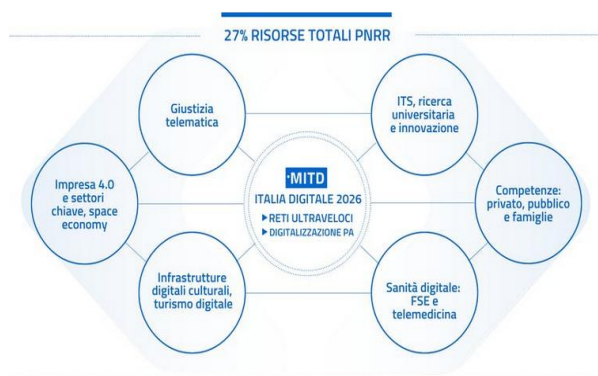 27% RISORSE TOTALI PNRR
Giustizia
telematica
ITS, ricerca
universitaria
e innovazione
Impresa 4.0
e settori
chiave, space
economy
MITD
ITALIA DIGITALE 2026
RETI ULTRAVELOCI
DIGITALIZZAZIONE PA
Competenze:
privato, pubblico
e famiglie
Infrastrutture
digitali culturali,
turismo digitale
Sanità digitale:
FSE e
telemedicina